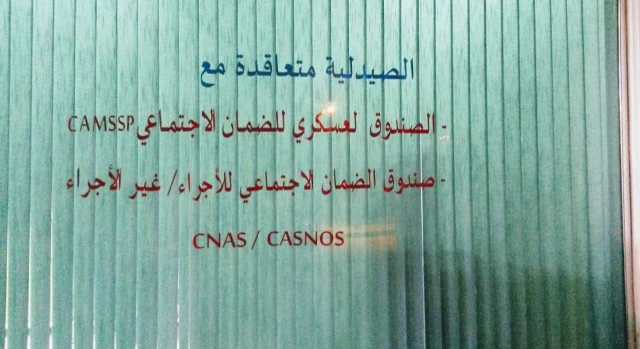 الصيدلية متعاقدة مع
- الصندوق لعسكري للضمان الاجتماعي CAMSSP
- صندوق الضمان الاجتماعي للأجراء/ غير الأجراء
CNAS / CASNOS